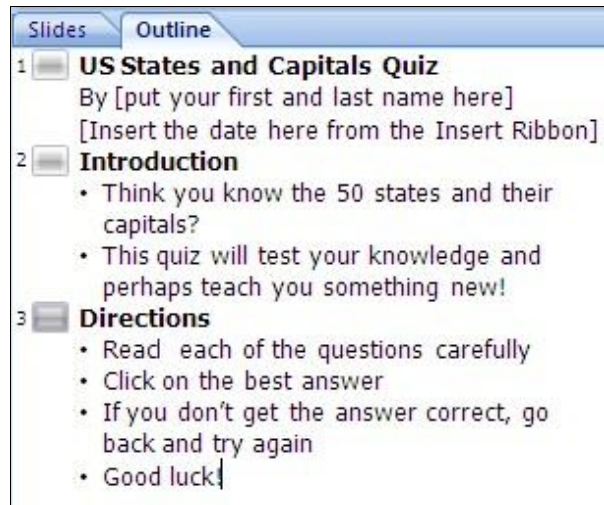 Slides Outline
1 US States and Capitals Quiz
By [put your first and last name here]
[Insert the date here from the Insert Ribbon]
2 Introduction
• Think you know the 50 states and their
capitals?
• This quiz will test your knowledge and
perhaps teach you something new!
3 Directions
• Read  each of the questions carefully
• Click on the best answer
• If you don't get the answer correct, go
back and try again
• Good luck!